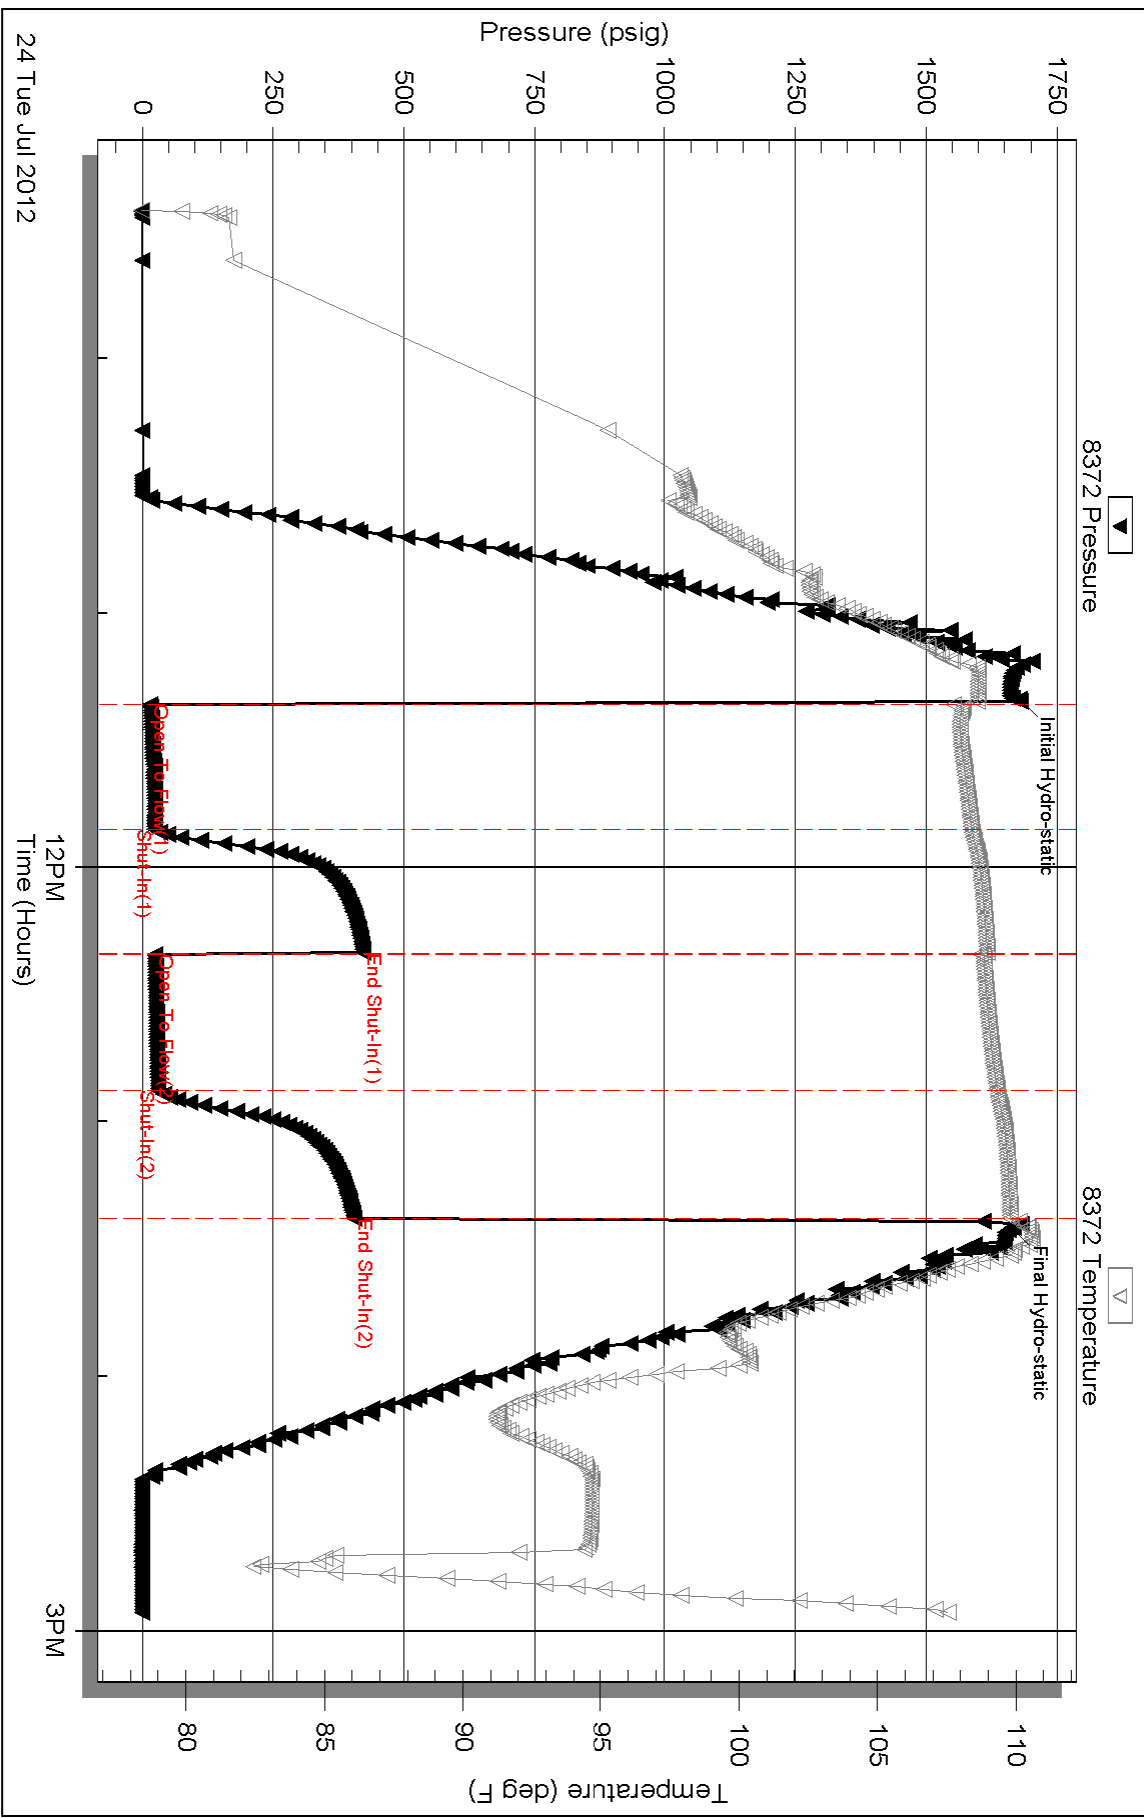 8372 Pressure
8372 Temperature
Pressure (psig)
1750
1500
1250
1000
750
500
250
0
Temperature (deg F)
110
105
100
95
90
85
80
Initial Hydro-static
Final Hydro-static
Open To Flow(1)
Shut-In(1)
End Shut-In(1)
Open To Flow(2)
Shut-In(2)
End Shut-In(2)
12PM
3PM
24 Tue Jul 2012
Time (Hours)